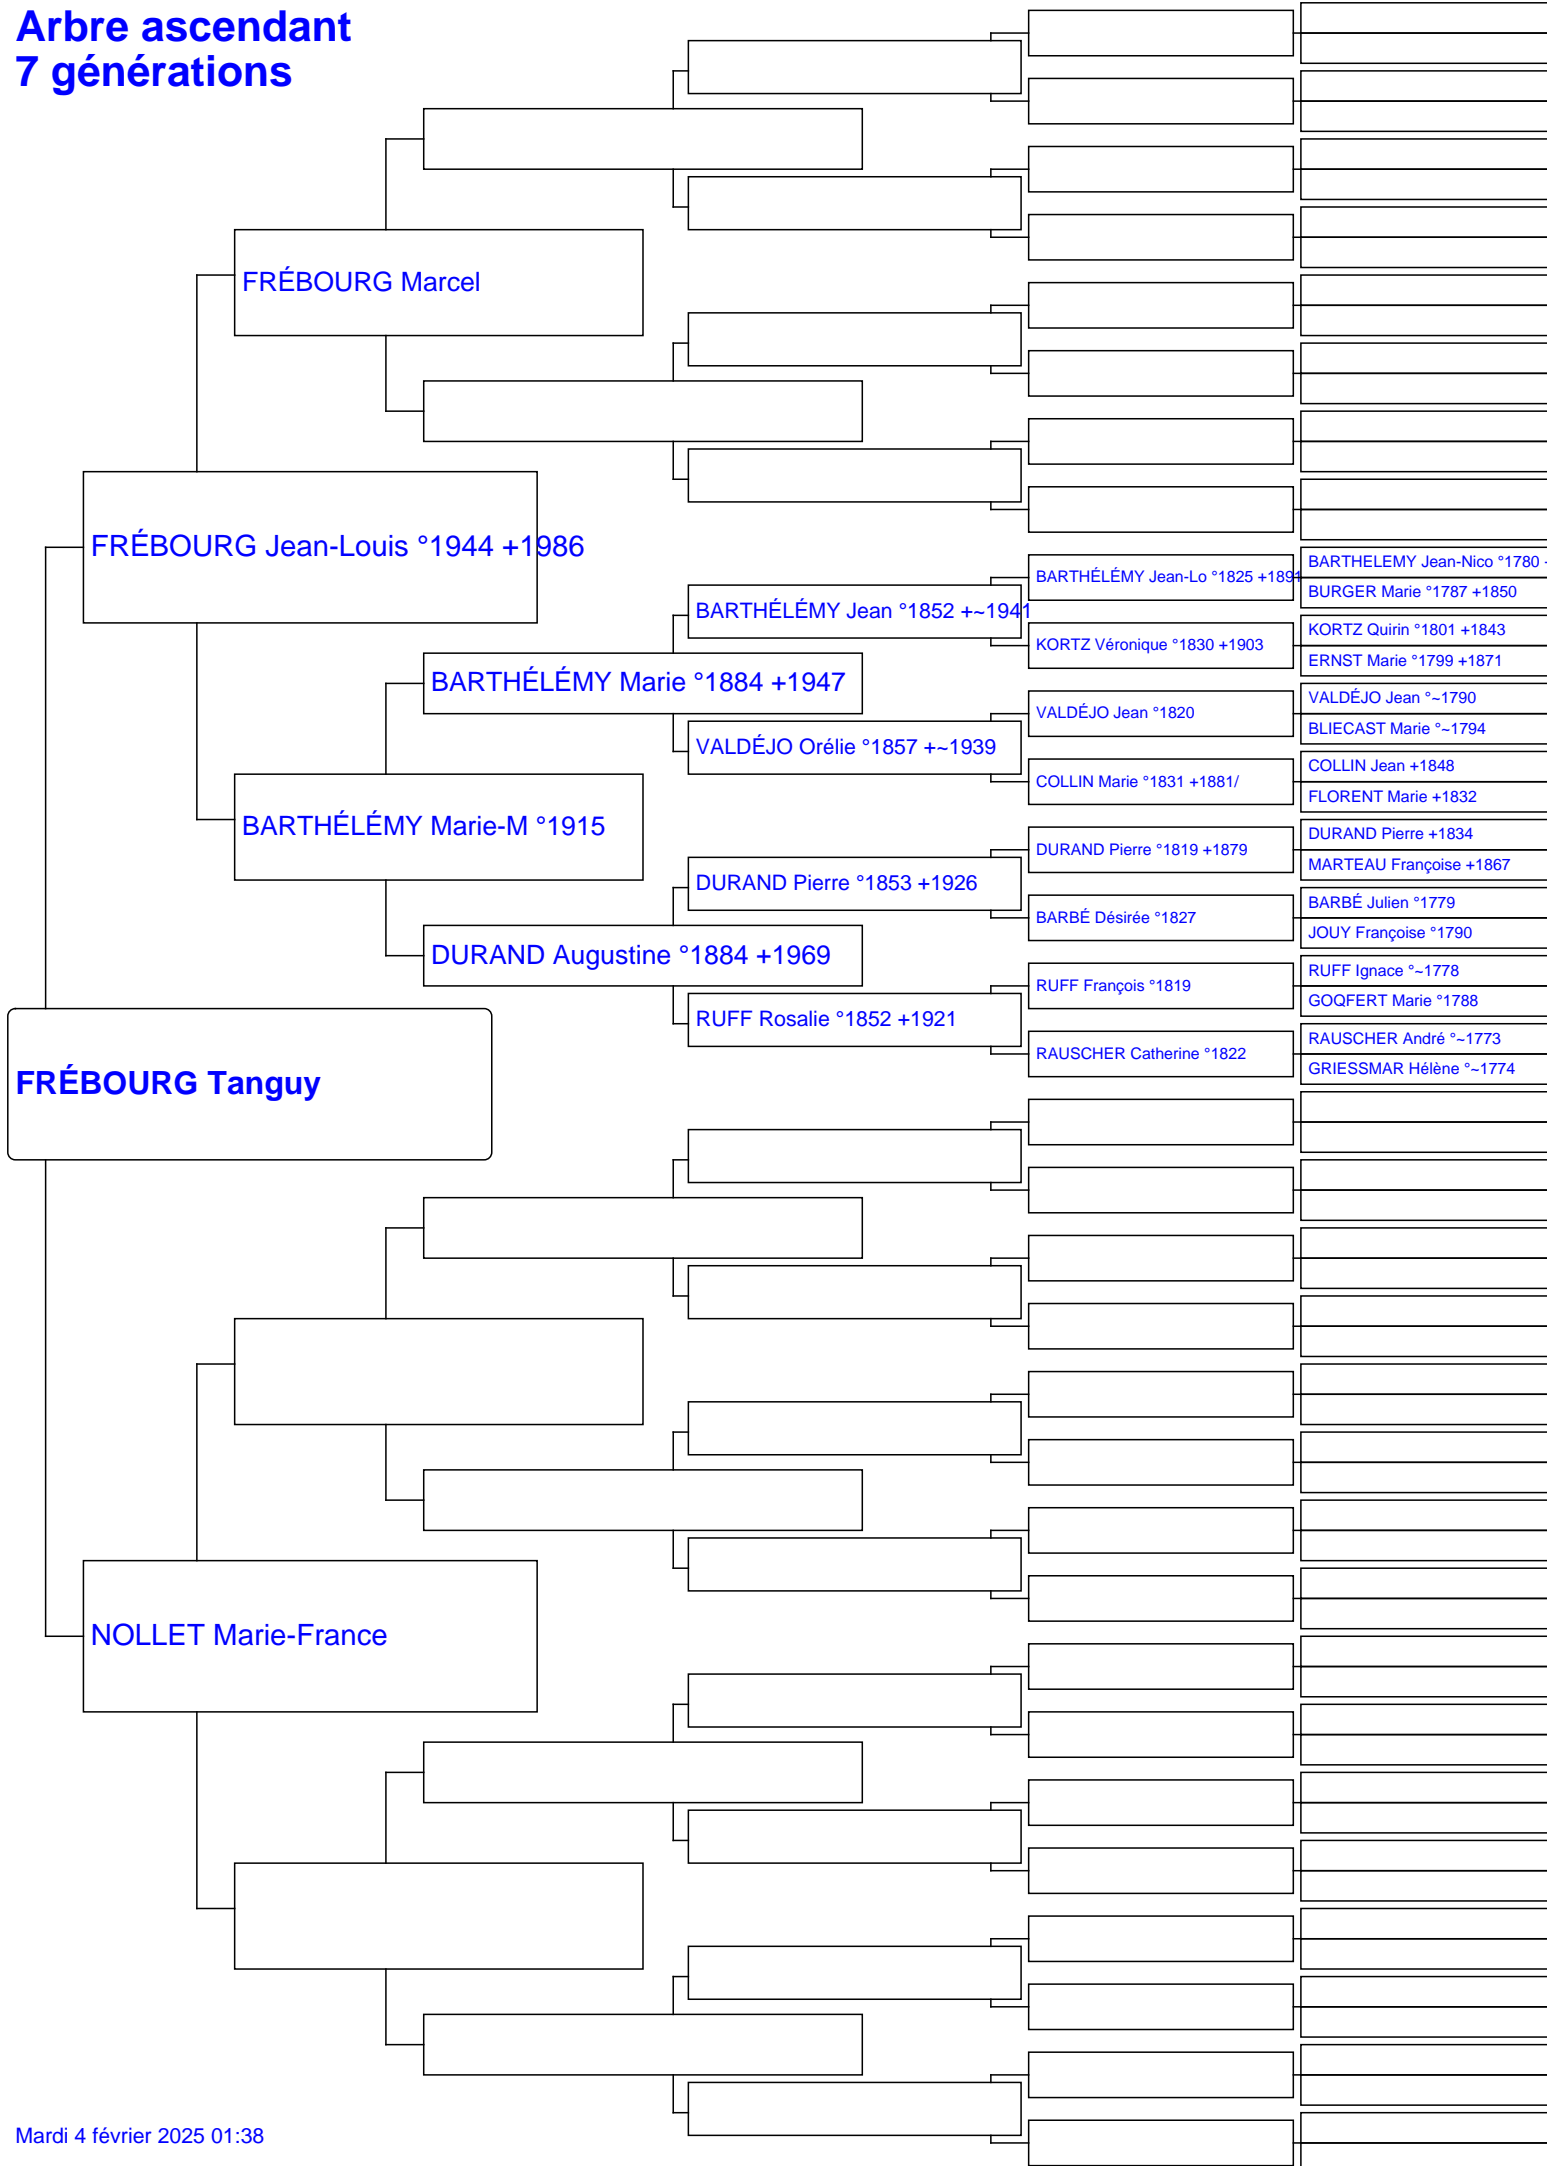 Arbre ascendant
7 générations
FRÉBOURG Marcel
FRÉBOURG Jean-Louis °1944 +1986
BARTHÉLÉMY Jean-Lo °1825 +1891
BARTHELEMY Jean-Nico °1780 -
BURGER Marie °1787 +1850
BARTHÉLÉMY Jean °1852 +~1941
KORTZ Véronique °1830 +1903
KORTZ Quirin °1801 +1843
ERNST Marie °1799 +1871
BARTHÉLÉMY Marie °1884 +1947
VALDÉJO Jean °1820
VALDÉJO Jean °~1790
BLIECAST Marie °~1794
VALDÉJO Orélie °1857 +~1939
COLLIN Marie °1831 +1881/
COLLIN Jean +1848
FLORENT Marie +1832
BARTHÉLÉMY Marie-M °1915
DURAND Pierre °1819 +1879
DURAND Pierre +1834
MARTEAU Françoise +1867
DURAND Pierre °1853 +1926
BARBÉ Désirée °1827
BARBÉ Julien °1779
JOUY Françoise °1790
DURAND Augustine °1884 +1969
RUFF François °1819
RUFF Ignace °~1778
GOQFERT Marie °1788
RUFF Rosalie °1852 +1921
RAUSCHER Catherine °1822
RAUSCHER André °~1773
GRIESSMAR Hélène °~1774
FRÉBOURG Tanguy
NOLLET Marie-France
Mardi 4 février 2025 01:38